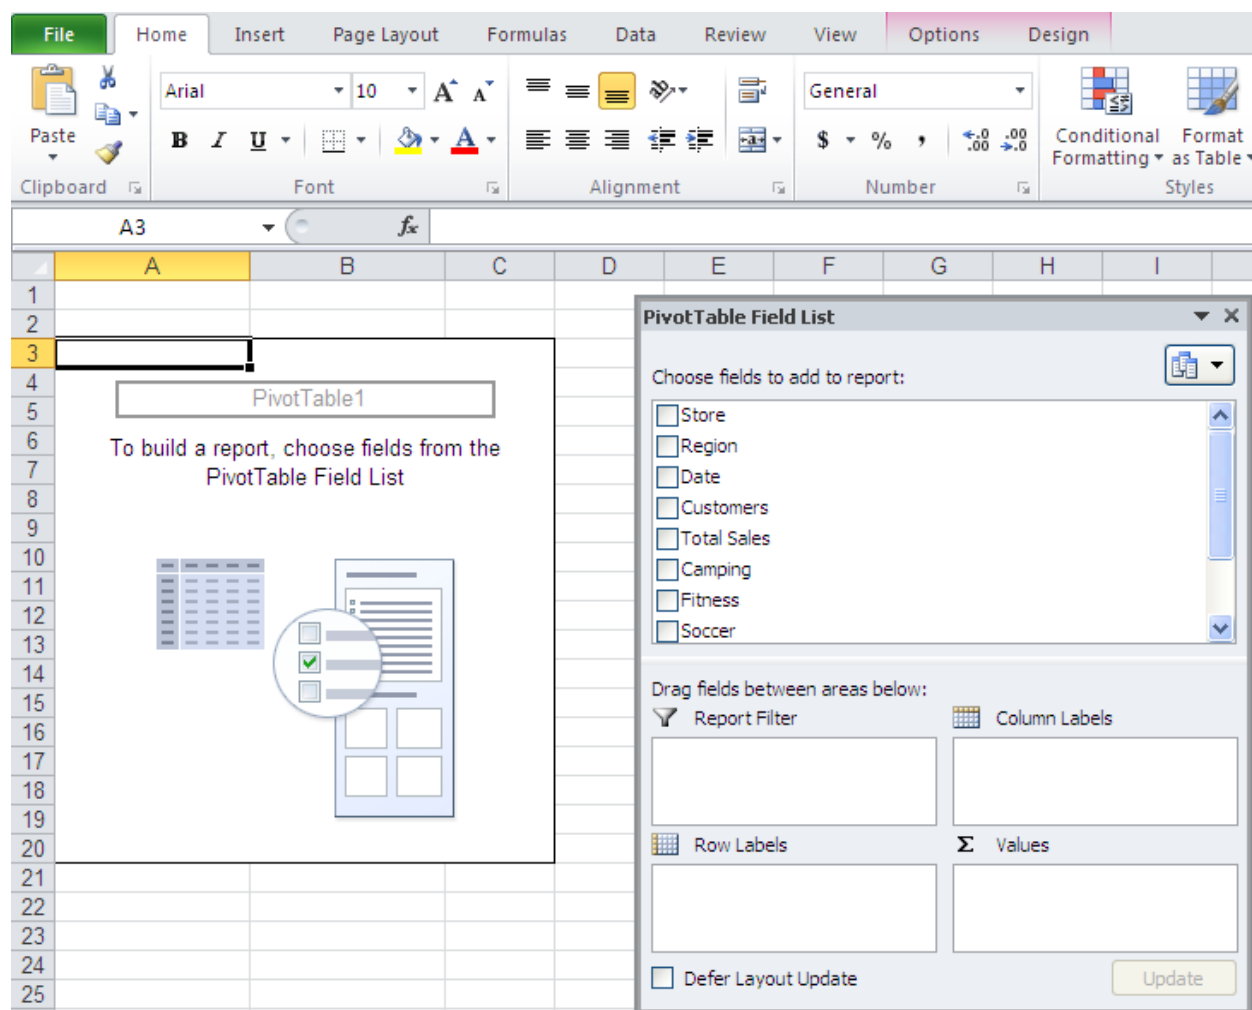 File Home Insert Page Layout Formulas Data Review View Options Design
Arial 10 A A General
Paste B I U A a $ % , .0 .00 .00 .0 Conditional Formatting Format as Table
Clipboard Font Alignment Number Styles
A3 fx
A B C D E F G H I
1
2
3
4
5
6
7
8
9
10
11
12
13
14
15
16
17
18
19
20
21
22
23
24
25
PivotTable1
To build a report, choose fields from the
PivotTable Field List
PivotTable Field List
Choose fields to add to report:
Store
Region
Date
Customers
Total Sales
Camping
Fitness
Soccer
Drag fields between areas below:
Report Filter Column Labels
Row Labels Σ Values
Defer Layout Update Update